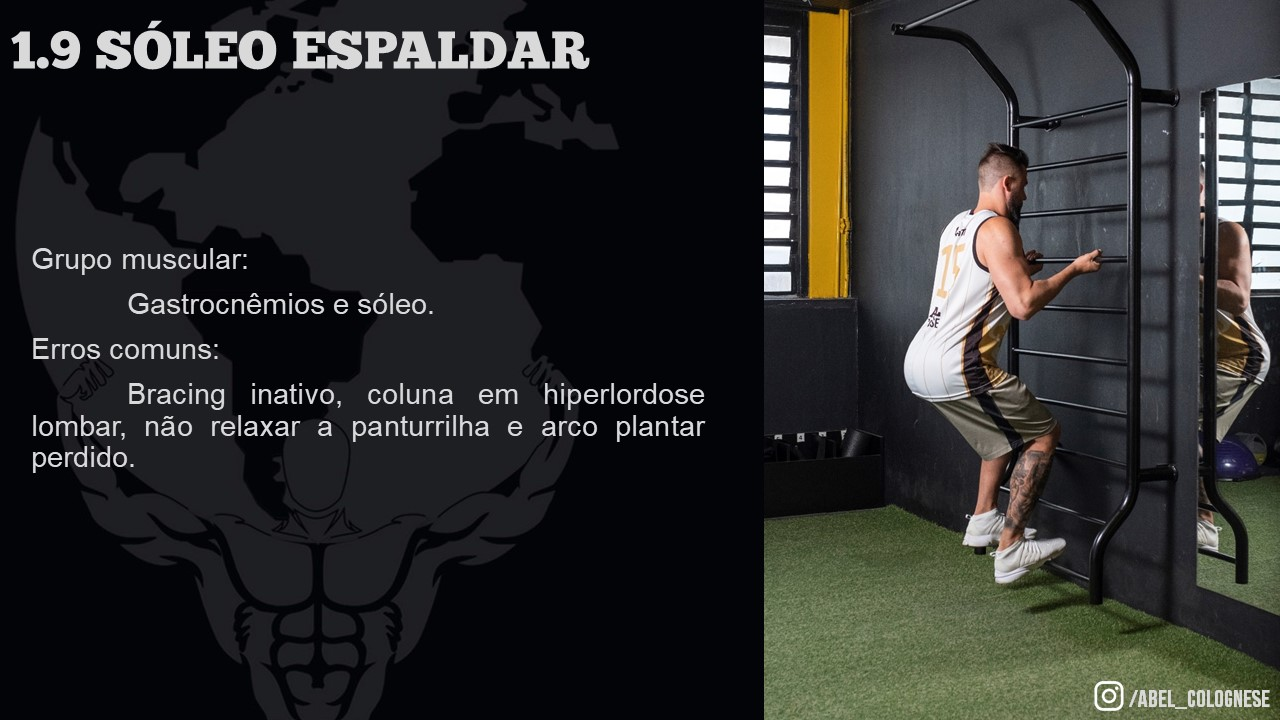 1.9 SÓLEO ESPALDAR
Grupo muscular:
Gastrocnêmios e sóleo.
Erros comuns:
Bracing inativo, coluna em hiperlordose
lombar, não relaxar a panturrilha e arco plantar
perdido.
15
/ABEL_COLOGNESE